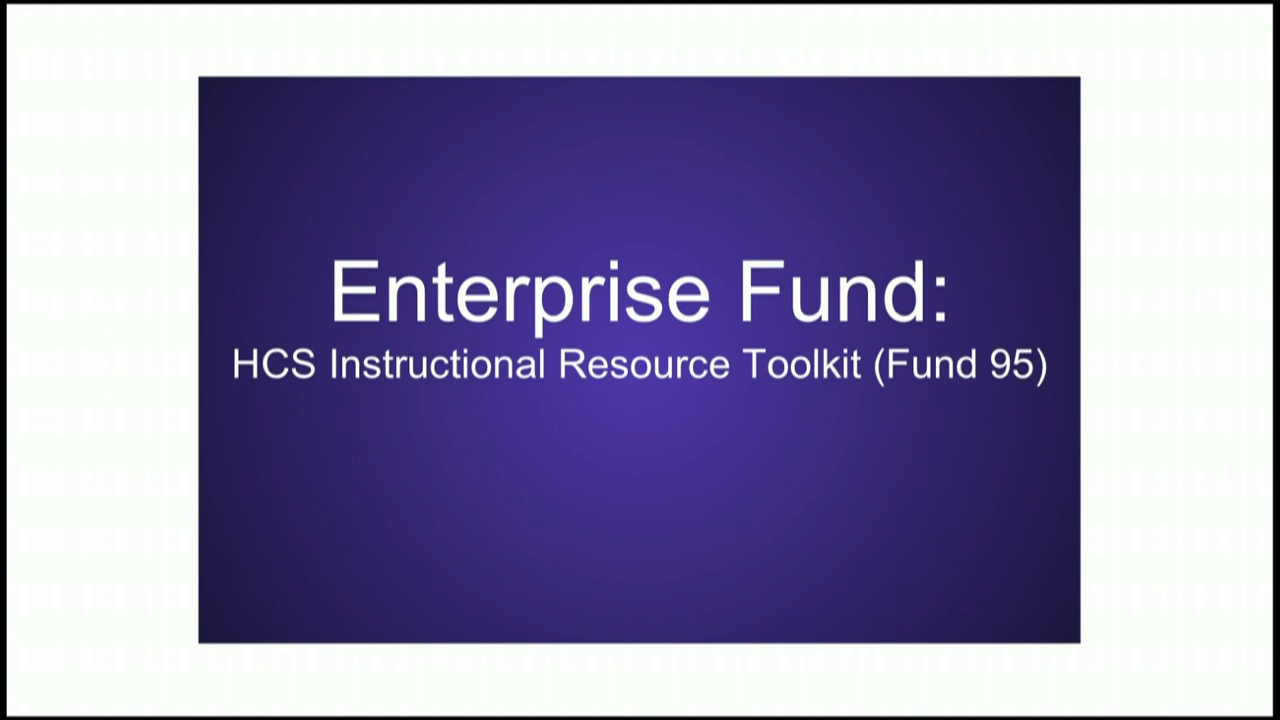 Enterprise Fund:
HCS Instructional Resource Toolkit (Fund 95)